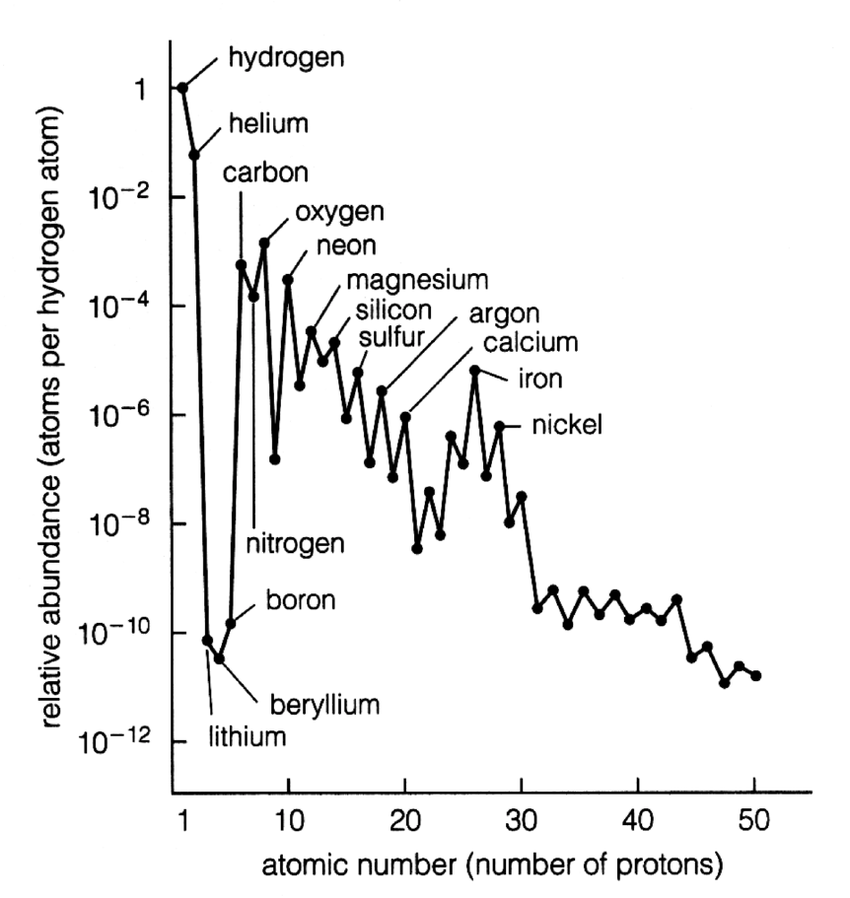 hydrogen
1
helium
carbon
10−2
oxygen
neon
magnesium
10−4
silicon
argon
sulfur
calcium
iron
10−6
nickel
10−8
nitrogen
boron
10−10
beryllium
lithium
10−12
relative abundance (atoms per hydrogen atom)
1 10 20 30 40 50
atomic number (number of protons)